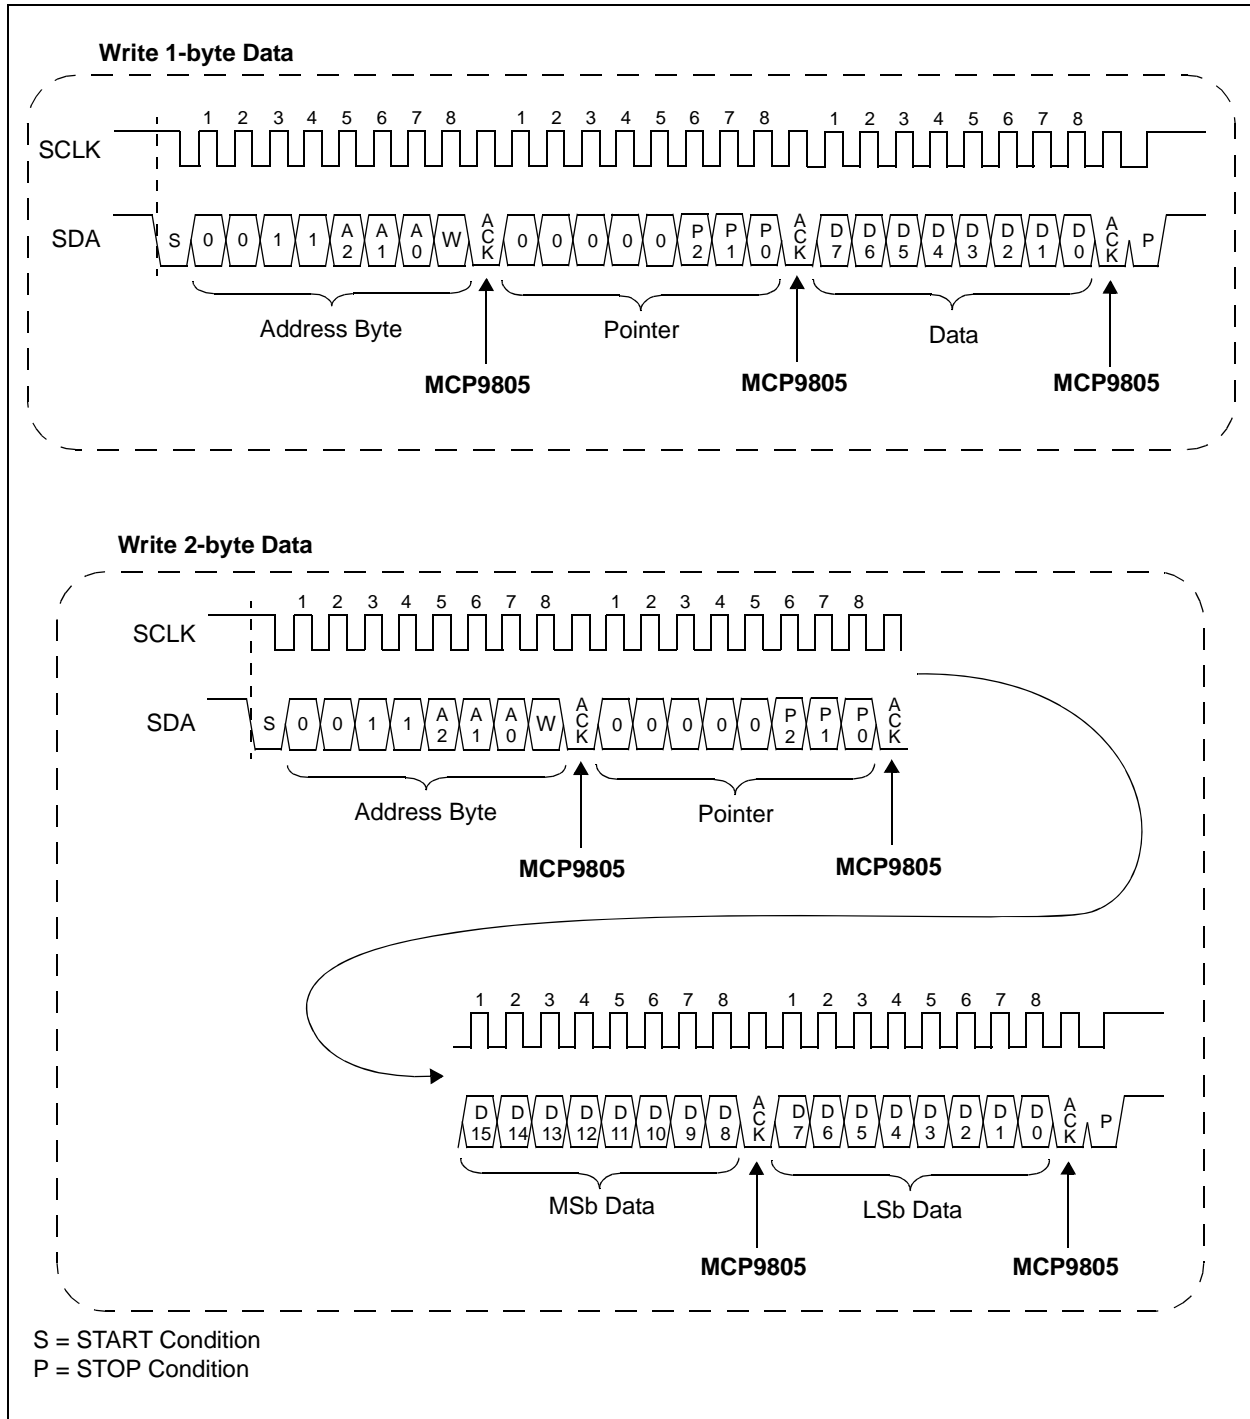 Write 1-byte Data
1 2 3 4 5 6 7 8 1 2 3 4 5 6 7 8 1 2 3 4 5 6 7 8
SCLK
SDA S 0 0 1 1 A2 A1 A0 W ACK 0 0 0 0 0 P2 P1 P0 ACK D7 D6 D5 D4 D3 D2 D1 D0 ACK P
Address Byte Pointer Data
MCP9805 MCP9805 MCP9805
Write 2-byte Data
1 2 3 4 5 6 7 8 1 2 3 4 5 6 7 8
SCLK
SDA S 0 0 1 1 A2 A1 A0 W ACK 0 0 0 0 0 P2 P1 P0 ACK
Address Byte Pointer
MCP9805 MCP9805
1 2 3 4 5 6 7 8 1 2 3 4 5 6 7 8
D15 D14 D13 D12 D11 D10 D9 D8 ACK D7 D6 D5 D4 D3 D2 D1 D0 ACK P
MSb Data LSb Data
MCP9805 MCP9805
S = START Condition
P = STOP Condition